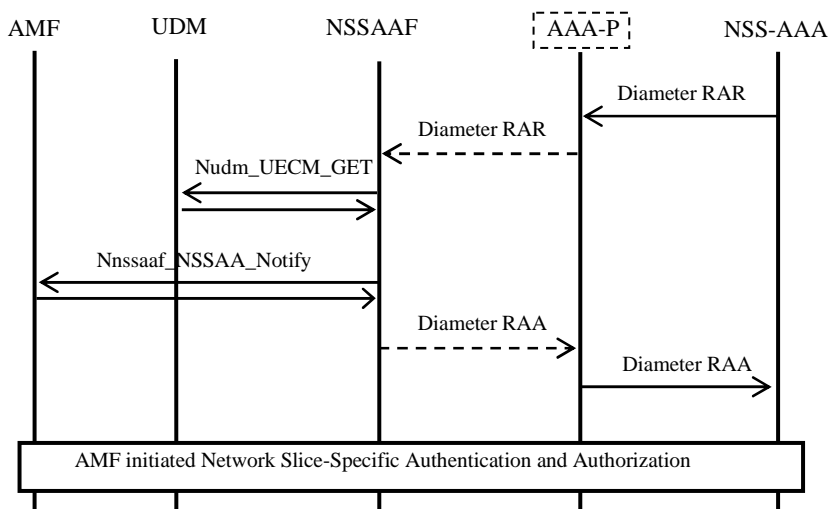 AMF UDM NSSAAF AAA-P NSS-AAA
Diameter RAR
Diameter RAR
Nudm_UECM_GET
Nnssaaf_NSSAA_Notify
Diameter RAA
Diameter RAA
AMF initiated Network Slice-Specific Authentication and Authorization